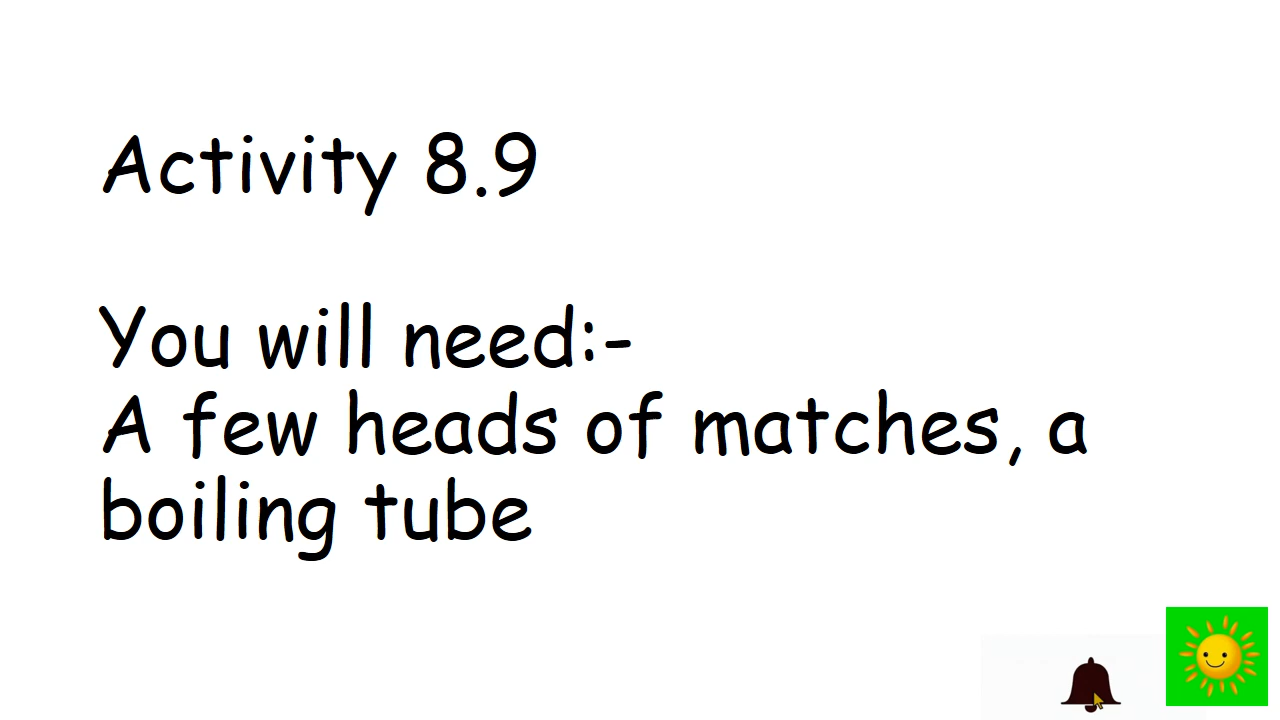 Activity 8.9
You will need:-
A few heads of matches, a
boiling tube